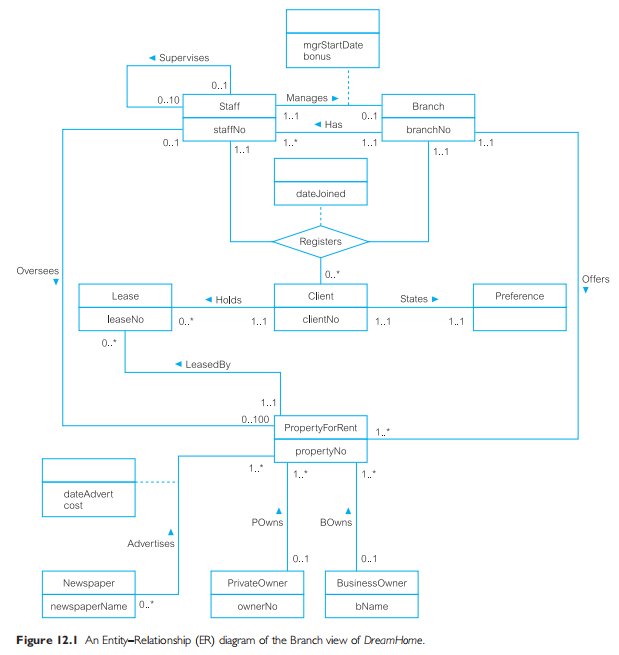 mgrStartDate
bonus
◄ Supervises
0..1
0..10
Staff
Manages ►
Branch
1..1
0..1
◄ Has
staffNo
branchNo
0..1
1..1
1..*
1..1
1..1
1..1
dateJoined
Registers
Oversees
▼
0..*
Offers
▼
Lease
◄ Holds
Client
States ►
Preference
leaseNo
0..*
1..1
clientNo
1..1
1..1
0..*
◄ LeasedBy
1..1
0..100
PropertyForRent
1..*
propertyNo
1..*
1..*
1..*
dateAdvert
cost
▲
POwns
▲
BOwns
▲
Advertises
0..1
0..1
Newspaper
PrivateOwner
BusinessOwner
newspaperName
0..*
ownerNo
bName
Figure 12.1 An Entity–Relationship (ER) diagram of the Branch view of DreamHome.